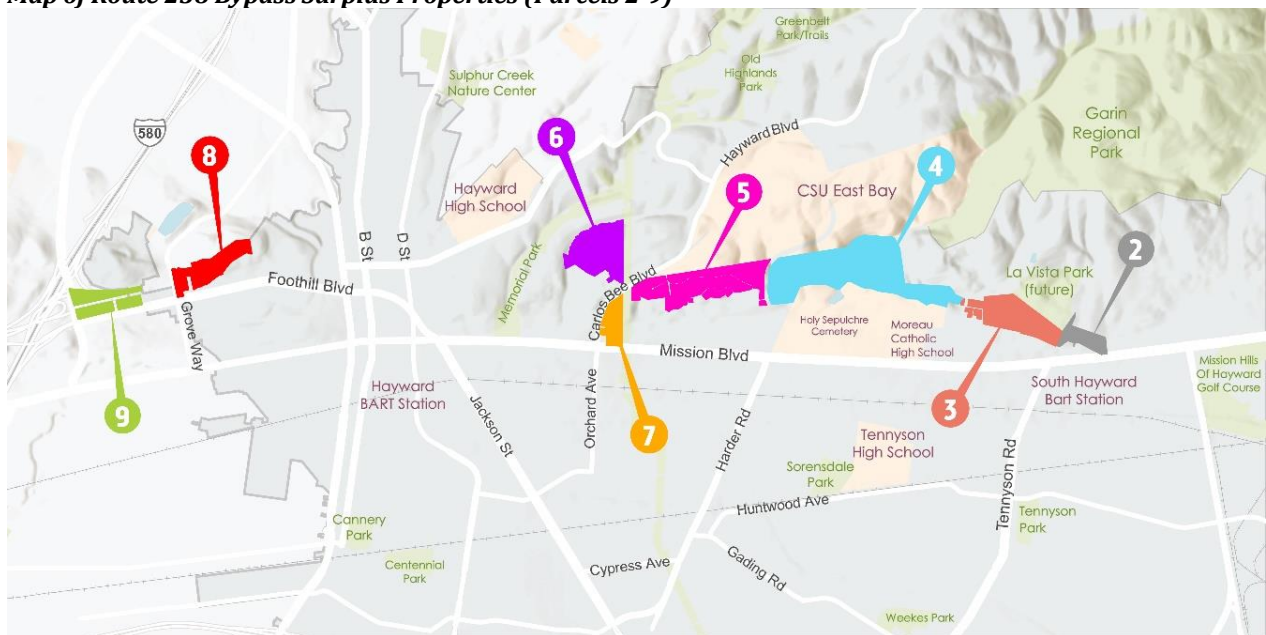 Map of Route 238 Bypass Surplus Properties (Parcels 2-9)
Greenbelt
Park/Trails
Old
Highlands
Park
Sulphur Creek
Nature Center
Garin
Regional
Park
580
8
6
Hayward Blvd
4
5
CSU East Bay
Hayward
High School
B St
D St
2
Memorial Park
La Vista Park
(future)
Foothill Blvd
Carlos Bee Blvd
Grove Way
Holy Sepulchre
Cemetery
Moreau
Catholic
High School
Mission Blvd
Mission Hills
Of Hayward
Golf Course
South Hayward
Bart Station
Hayward
BART Station
9
3
7
Jackson St
Orchard Ave
Harder Rd
Tennyson
High School
Sorensdale
Park
Tennyson Rd
Huntwood Ave
Tennyson
Park
Cannery
Park
Centennial
Park
Cypress Ave
Gading Rd
Weekes Park